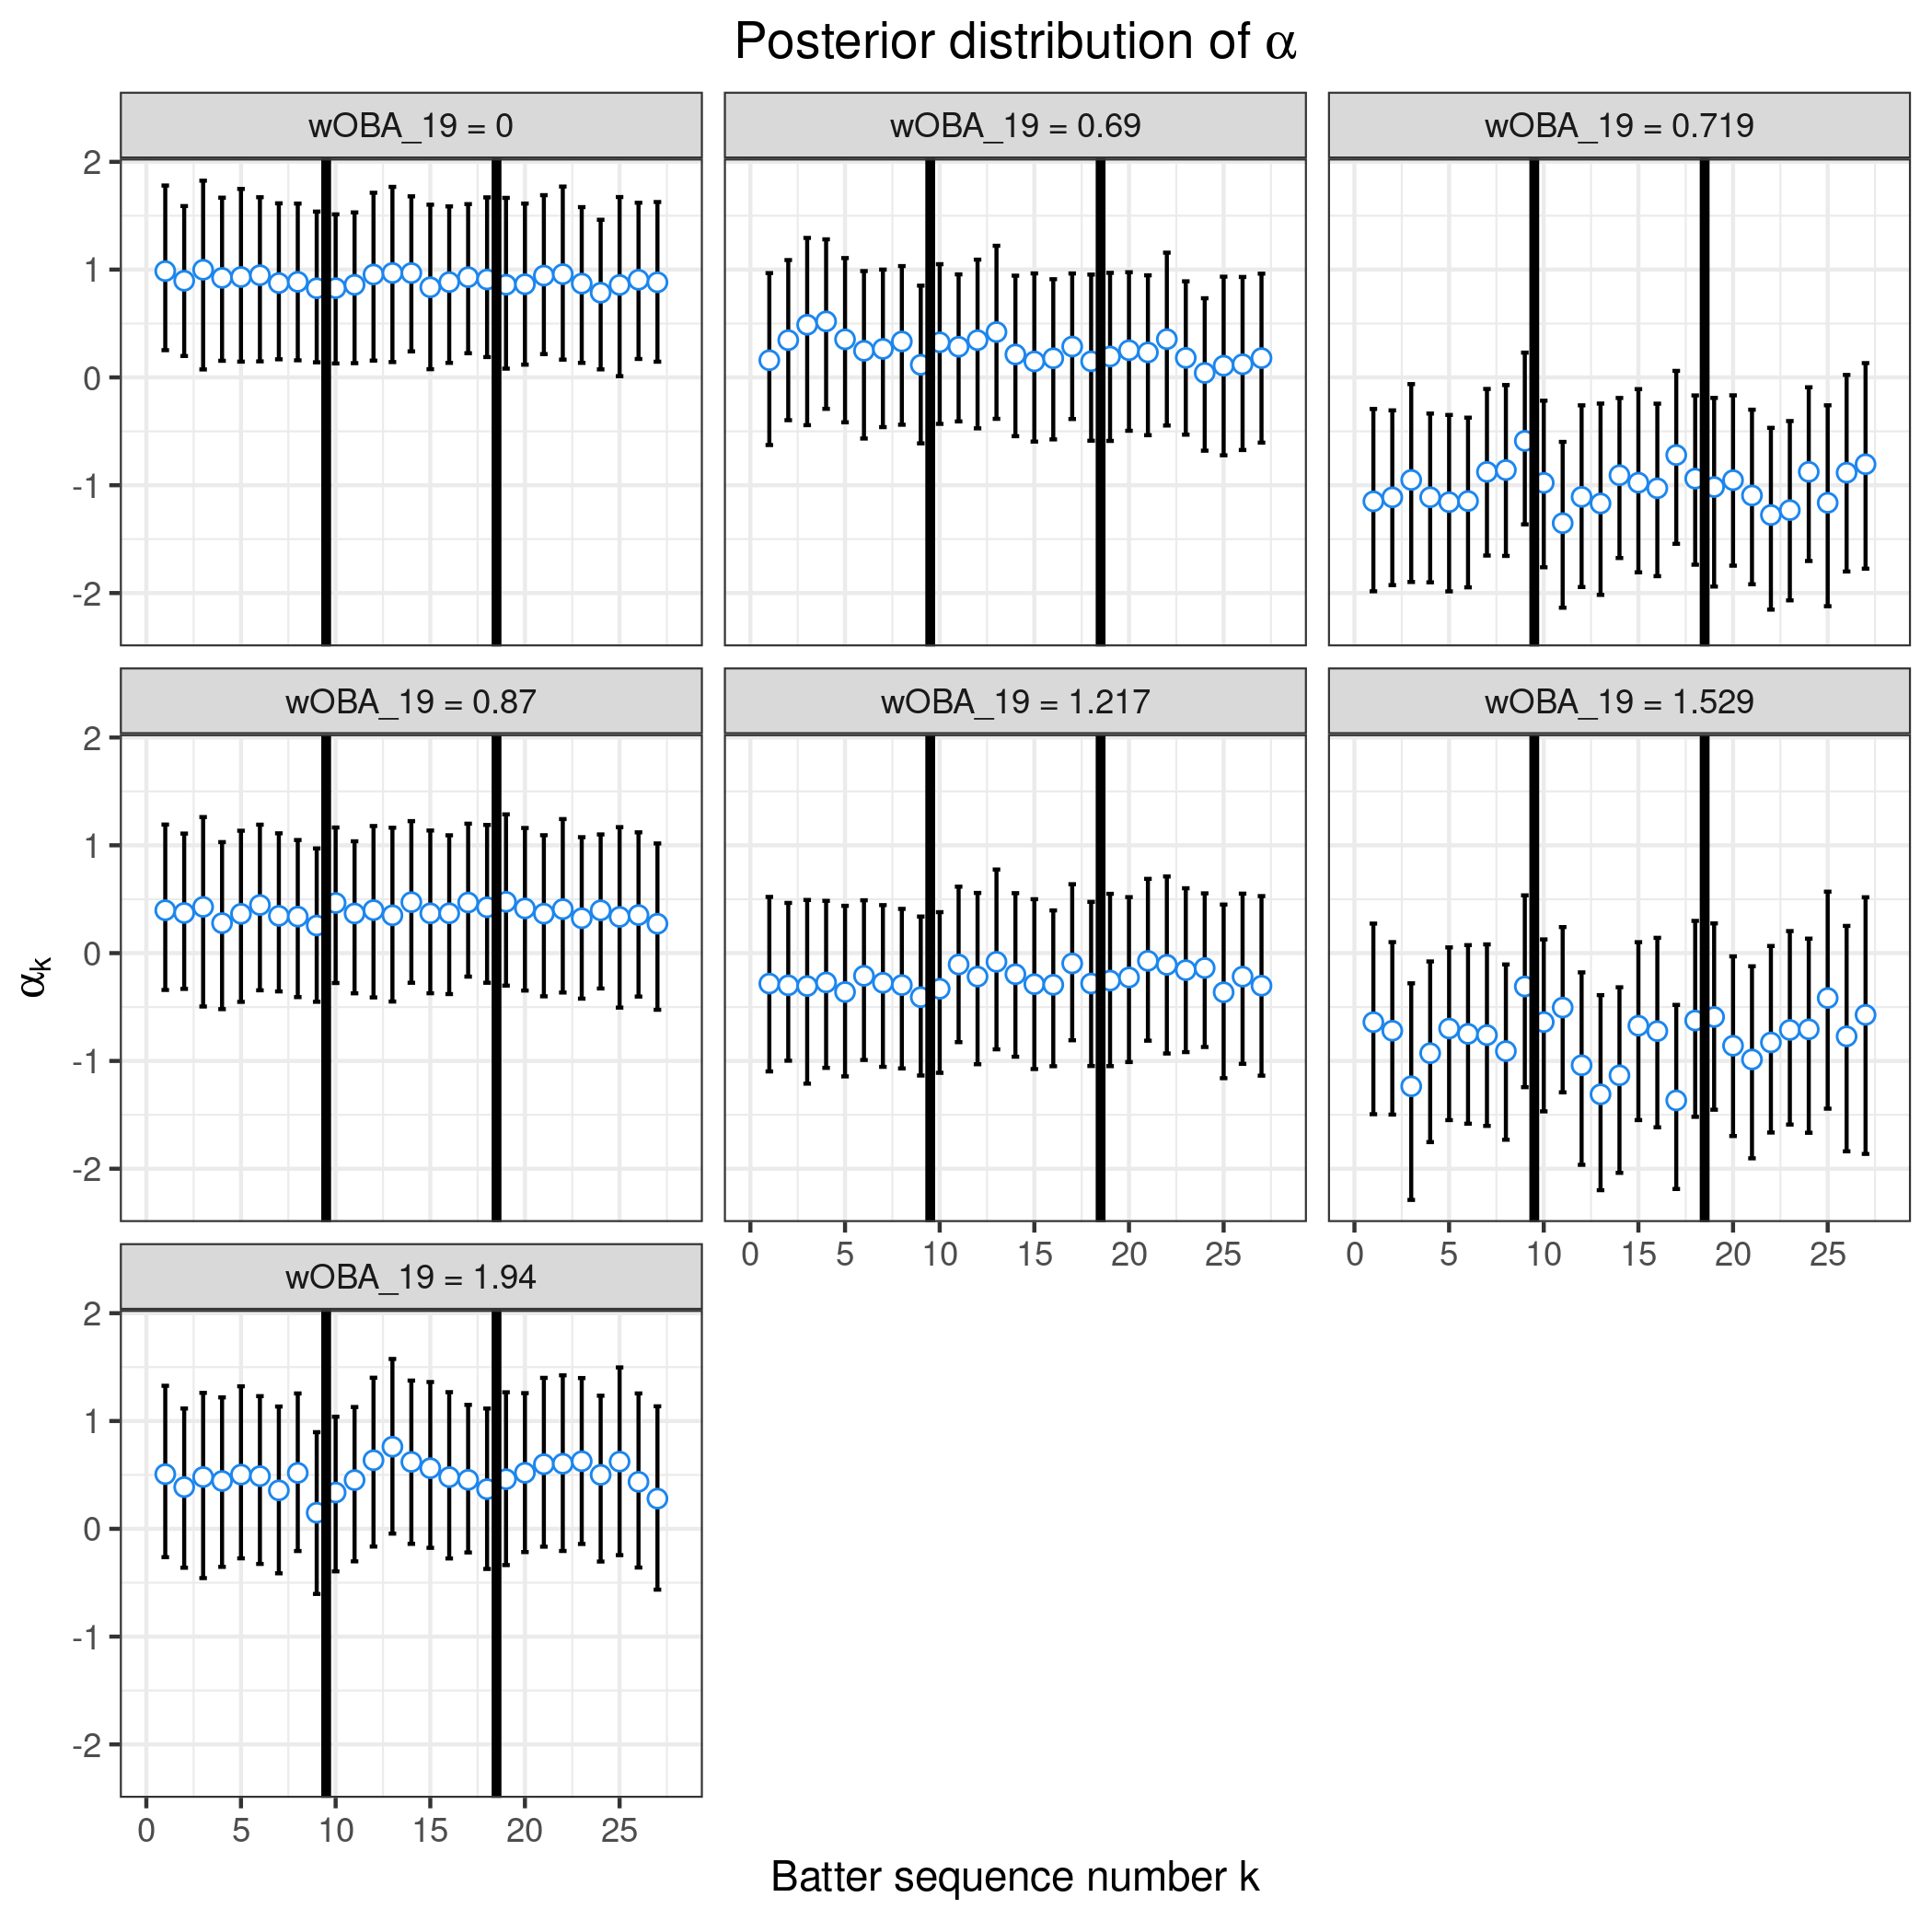 Posterior distribution of α
wOBA_19 = 0
wOBA_19 = 0.69
wOBA_19 = 0.719
2
1
0
-1
-2
wOBA_19 = 0.87
wOBA_19 = 1.217
wOBA_19 = 1.529
2
1
0
-1
-2
αk
0 5 10 15 20 25
0 5 10 15 20 25
wOBA_19 = 1.94
2
1
0
-1
-2
0 5 10 15 20 25
Batter sequence number k